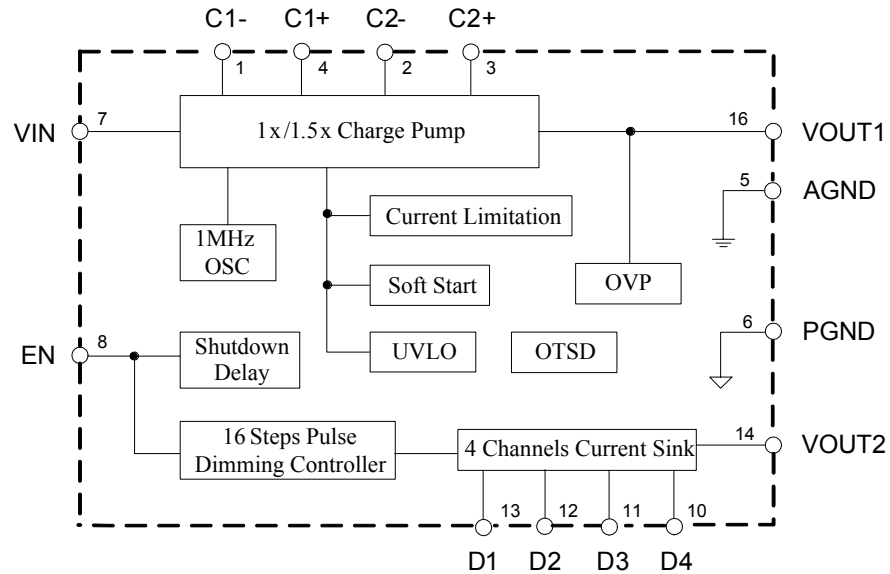 C1- C1+ C2- C2+
1 4 2 3
VIN 7 1x/1.5x Charge Pump 16 VOUT1
5 AGND
Current Limitation
1MHz
OSC
Soft Start OVP
6 PGND
EN 8 Shutdown
Delay
UVLO OTSD
16 Steps Pulse
Dimming Controller
4 Channels Current Sink 14 VOUT2
13 12 11 10
D1 D2 D3 D4